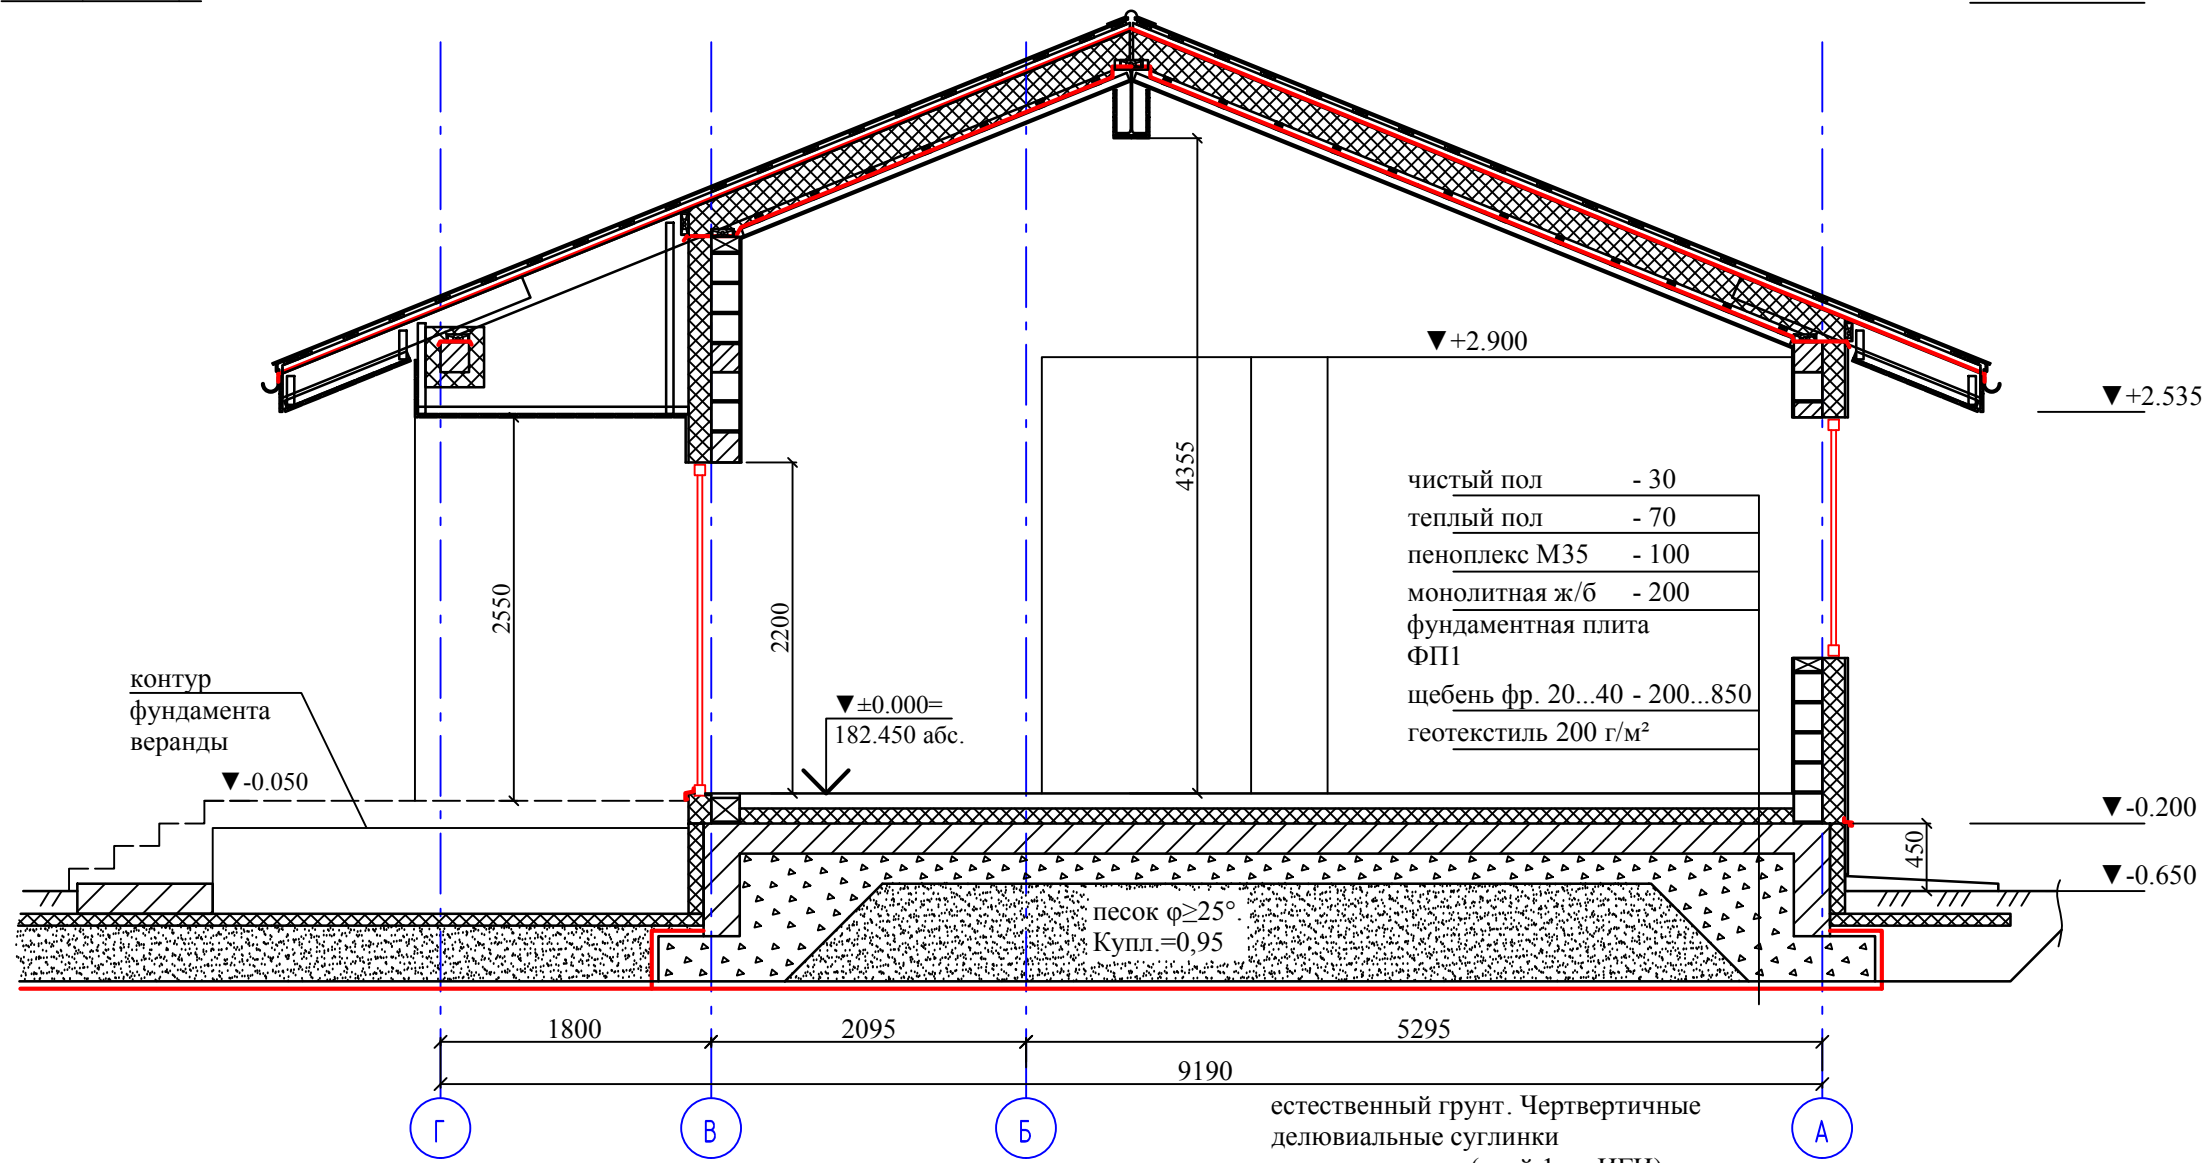 ▼+2.900
▼+2.535
4355
чистый пол - 30
теплый пол - 70
пеноплекс М35 - 100
монолитная ж/б - 200
фундаментная плита
ФП1
щебень фр. 20...40 - 200...850
геотекстиль 200 г/м²
2550
2200
контур
фундамента
веранды
▼±0.000=
182.450 абс.
▼-0.050
▼-0.200
450
▼-0.650
песок φ≥25°.
Купл.=0,95
1800
2095
5295
9190
Г
В
Б
А
естественный грунт. Чертвертичные
делювиальные суглинки